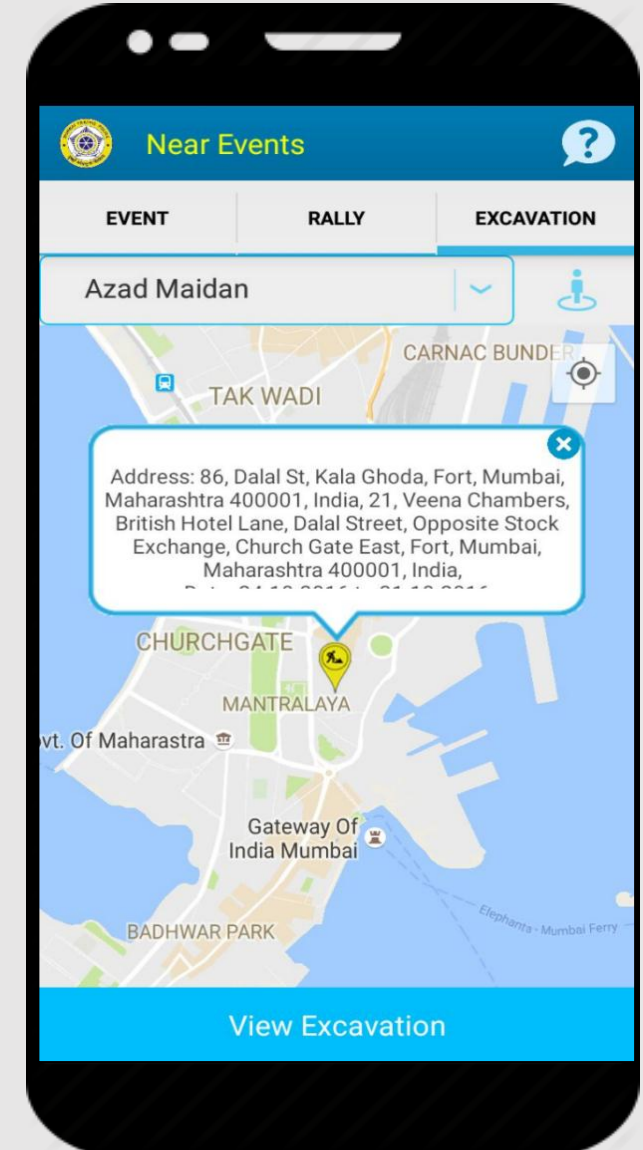 Near Events
?
EVENT RALLY EXCAVATION
Azad Maidan
CARNAC BUNDER
TAK WADI
Address: 86, Dalal St, Kala Ghoda, Fort, Mumbai,
Maharashtra 400001, India, 21, Veena Chambers,
British Hotel Lane, Dalal Street, Opposite Stock
Exchange, Church Gate East, Fort, Mumbai,
Maharashtra 400001, India,
CHURCHGATE
MANTRALAYA
vt. Of Maharastra
Gateway Of
India Mumbai
Elephanta - Mumbai Ferry
BADHWAR PARK
View Excavation